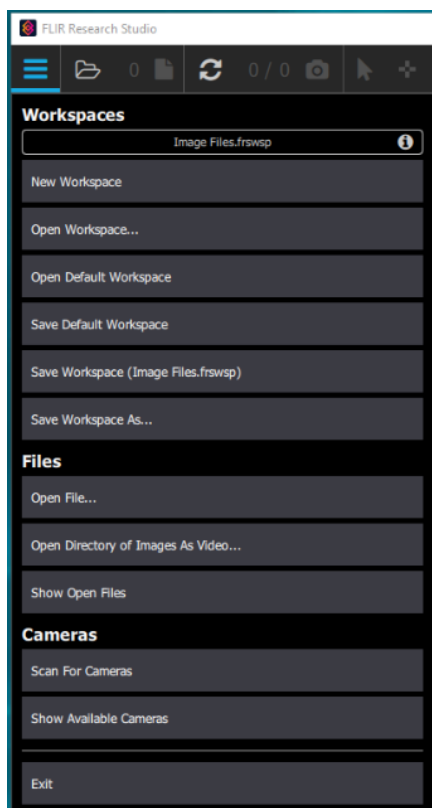 FLIR Research Studio
0 0 / 0
Workspaces
Image Files.frswsp
New Workspace
Open Workspace...
Open Default Workspace
Save Default Workspace
Save Workspace (Image Files.frswsp)
Save Workspace As...
Files
Open File...
Open Directory of Images As Video...
Show Open Files
Cameras
Scan For Cameras
Show Available Cameras
Exit